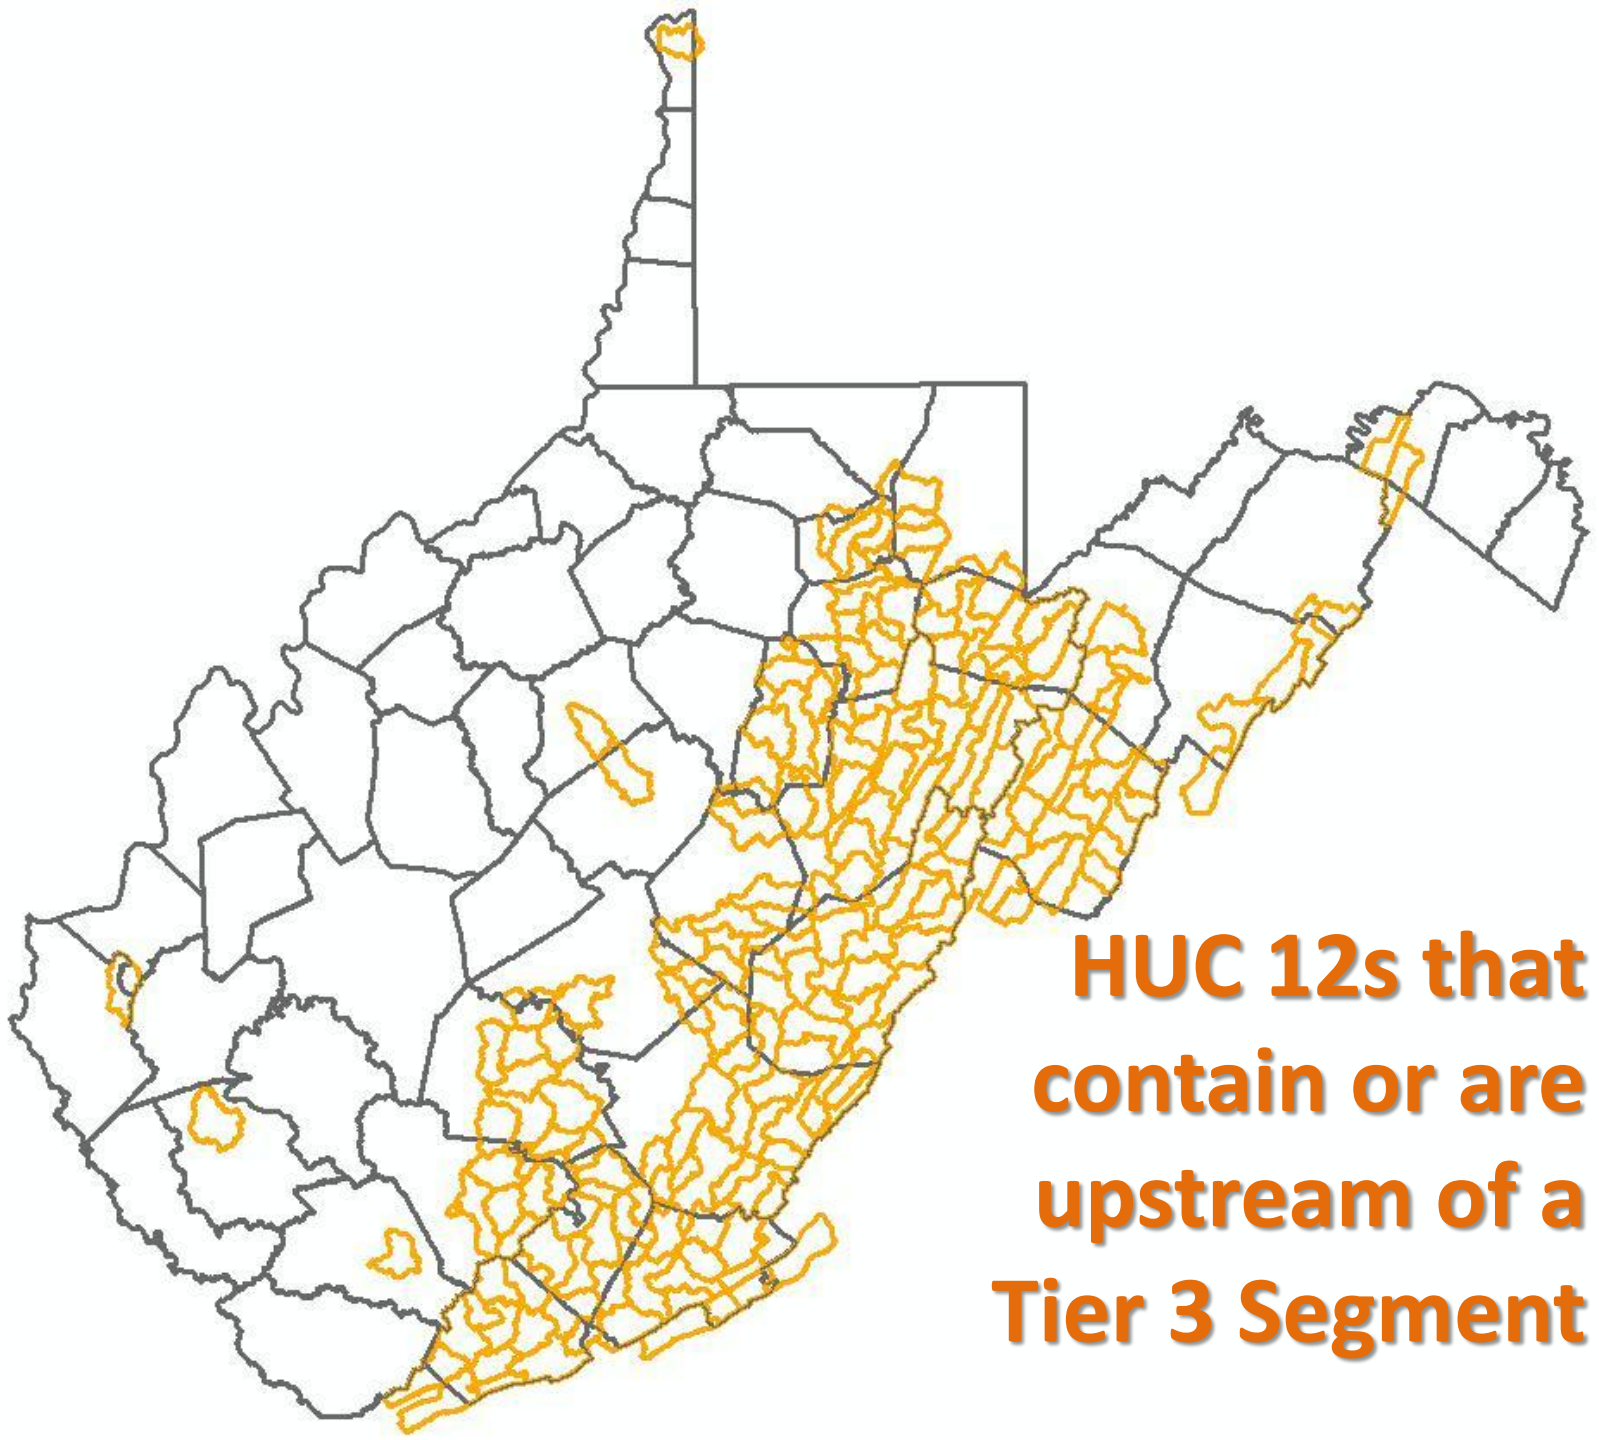 HUC 12s that
contain or are
upstream of a
Tier 3 Segment